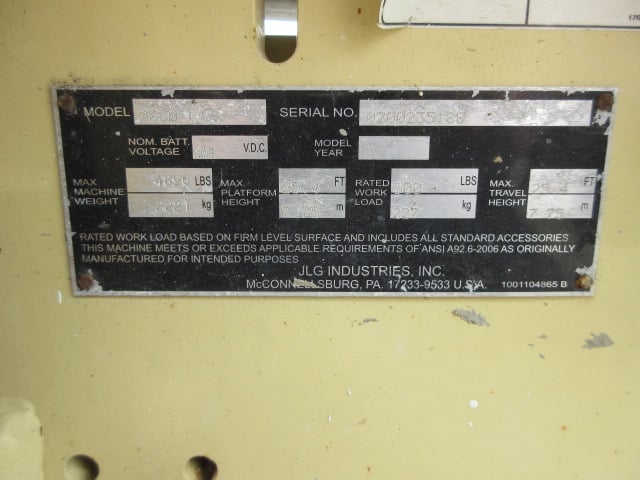 170
MODEL SERIAL NO. 0200235186
NOM. BATT. VOLTAGE V.D.C. MODEL YEAR
MAX MACHINE WEIGHT LBS kg MAX. PLATFORM HEIGHT FT m RATED WORK LOAD LBS kg MAX. TRAVEL HEIGHT FT m
RATED WORK LOAD BASED ON FIRM LEVEL SURFACE AND INCLUDES ALL STANDARD ACCESSORIES
THIS MACHINE MEETS OR EXCEEDS APPLICABLE REQUIREMENTS OF ANSI A92.6-2006 AS ORIGINALLY
MANUFACTURED FOR INTENDED PURPOSES
JLG INDUSTRIES, INC.
McCONNELLSBURG, PA. 17233-9533 U.S.A. 1001104865 B